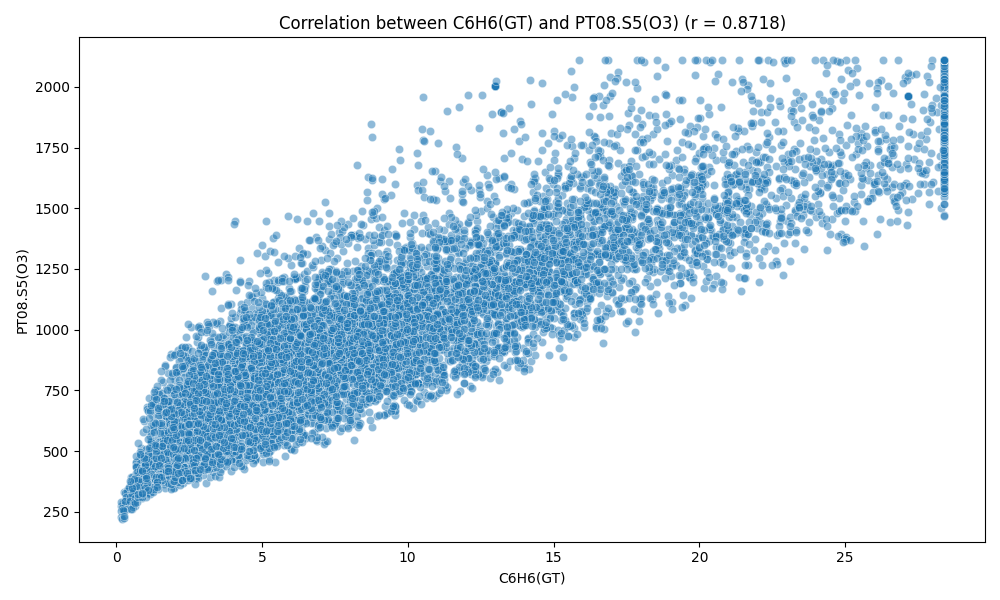 Correlation between C6H6(GT) and PT08.S5(O3) (r = 0.8718)
PT08.S5(O3)
2000
1750
1500
1250
1000
750
500
250
0 5 10 15 20 25
C6H6(GT)